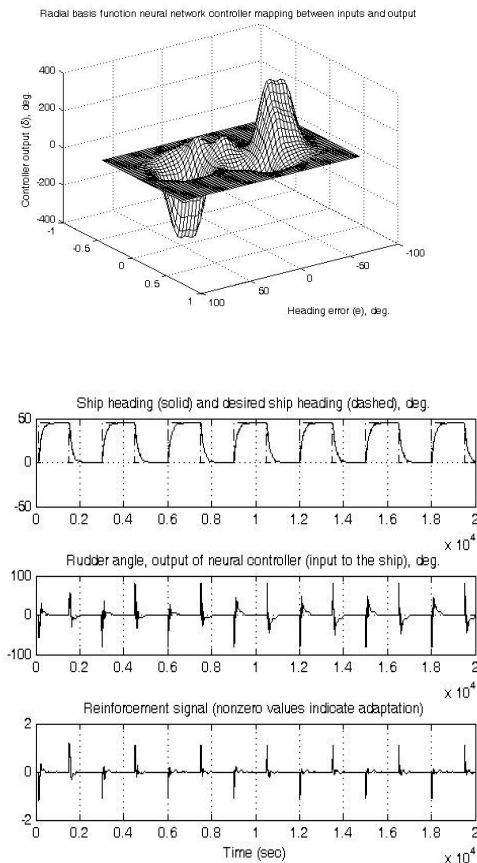 Radial basis function neural network controller mapping between inputs and output
Controller output (δ), deg.
400
200
0
-200
-400
-1
-0.5
0
0.5
1
100
50
0
-50
-100
Heading error (e), deg.
Ship heading (solid) and desired ship heading (dashed), deg.
50
0
-50
0 0.2 0.4 0.6 0.8 1 1.2 1.4 1.6 1.8 2
x 10^4
Rudder angle, output of neural controller (input to the ship), deg.
100
0
-100
0 0.2 0.4 0.6 0.8 1 1.2 1.4 1.6 1.8 2
x 10^4
Reinforcement signal (nonzero values indicate adaptation)
2
0
-2
0 0.2 0.4 0.6 0.8 1 1.2 1.4 1.6 1.8 2
Time (sec)
x 10^4